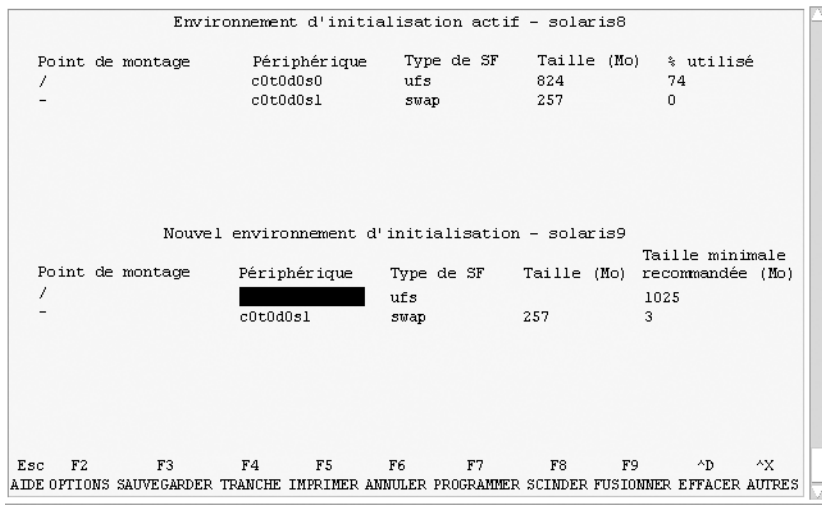 Environnement d'initialisation actif - solaris8
Point de montage Périphérique Type de SF Taille (Mo) % utilisé
/ c0t0d0s0 ufs 824 74
- c0t0d0s1 swap 257 0
Nouvel environnement d'initialisation - solaris9
Taille minimale
Point de montage Périphérique Type de SF Taille (Mo) recommandée (Mo)
/ ufs 1025
- c0t0d0s1 swap 257 3
Esc F2 F3 F4 F5 F6 F7 F8 F9 ^D ^X
AIDE OPTIONS SAUVEGARDER TRANCHE IMPRIMER ANNULER PROGRAMMER SCINDER FUSIONNER EFFACER AUTRES